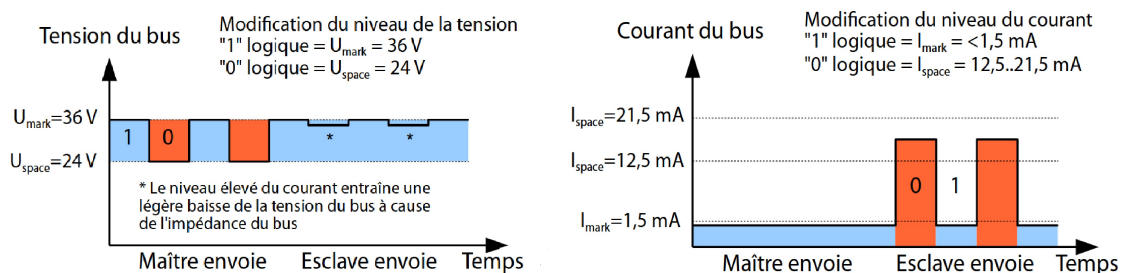 Tension du bus
Modification du niveau de la tension
"1" logique = Umark = 36 V
"0" logique = Uspace = 24 V
Umark=36 V
Uspace=24 V
1
0
*
*
* Le niveau élevé du courant entraîne une
légère baisse de la tension du bus à cause
de l'impédance du bus
Maître envoie
Esclave envoie
Temps
Courant du bus
Modification du niveau du courant
"1" logique = Imark = <1,5 mA
"0" logique = Ispace = 12,5..21,5 mA
Ispace=21,5 mA
Ispace=12,5 mA
Imark=1,5 mA
0
1
Maître envoie
Esclave envoie
Temps